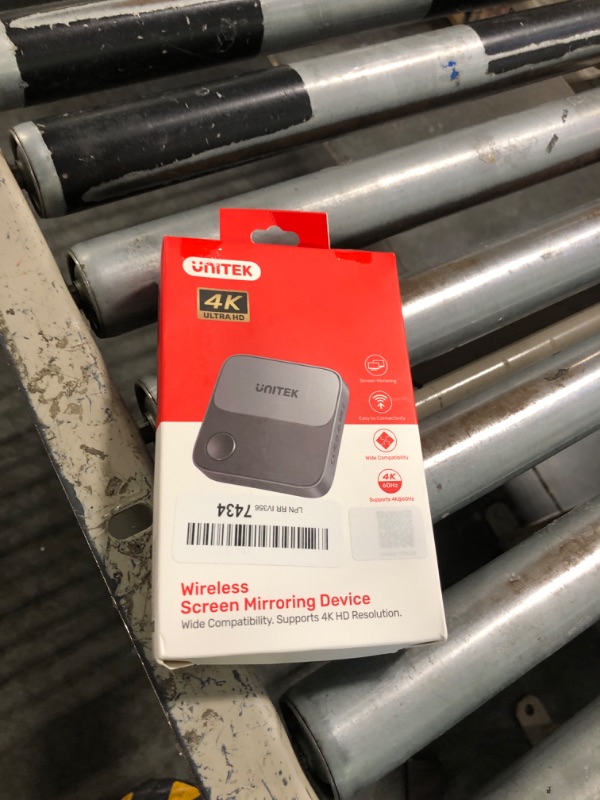 UNITEK
4K
ULTRA HD
UNITEK
Screen Mirroring
Easy to Connectivity
Wide Compatibility
4K
60Hz
Supports 4K@60Hz
LPN RR IV356 7434
Wireless
Screen Mirroring Device
Wide Compatibility. Supports 4K HD Resolution.